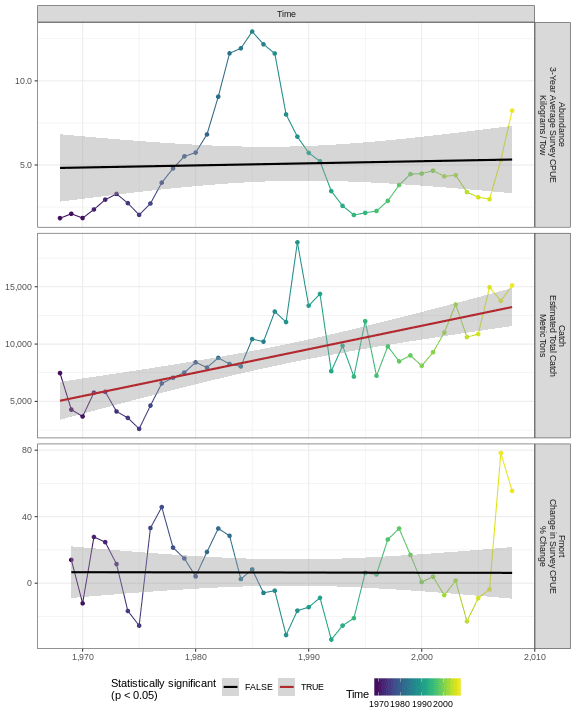 Time
10.0
5.0
Abundance
3-Year Average Survey CPUE
Kilograms/Tow
15,000
10,000
5,000
Catch
Estimated Total Catch
Metric Tons
80
40
0
Fmort
Change in Survey CPUE
% Change
1,970 1,980 1,990 2,000 2,010
Statistically significant
(p < 0.05)
FALSE TRUE
Time
1970 1980 1990 2000